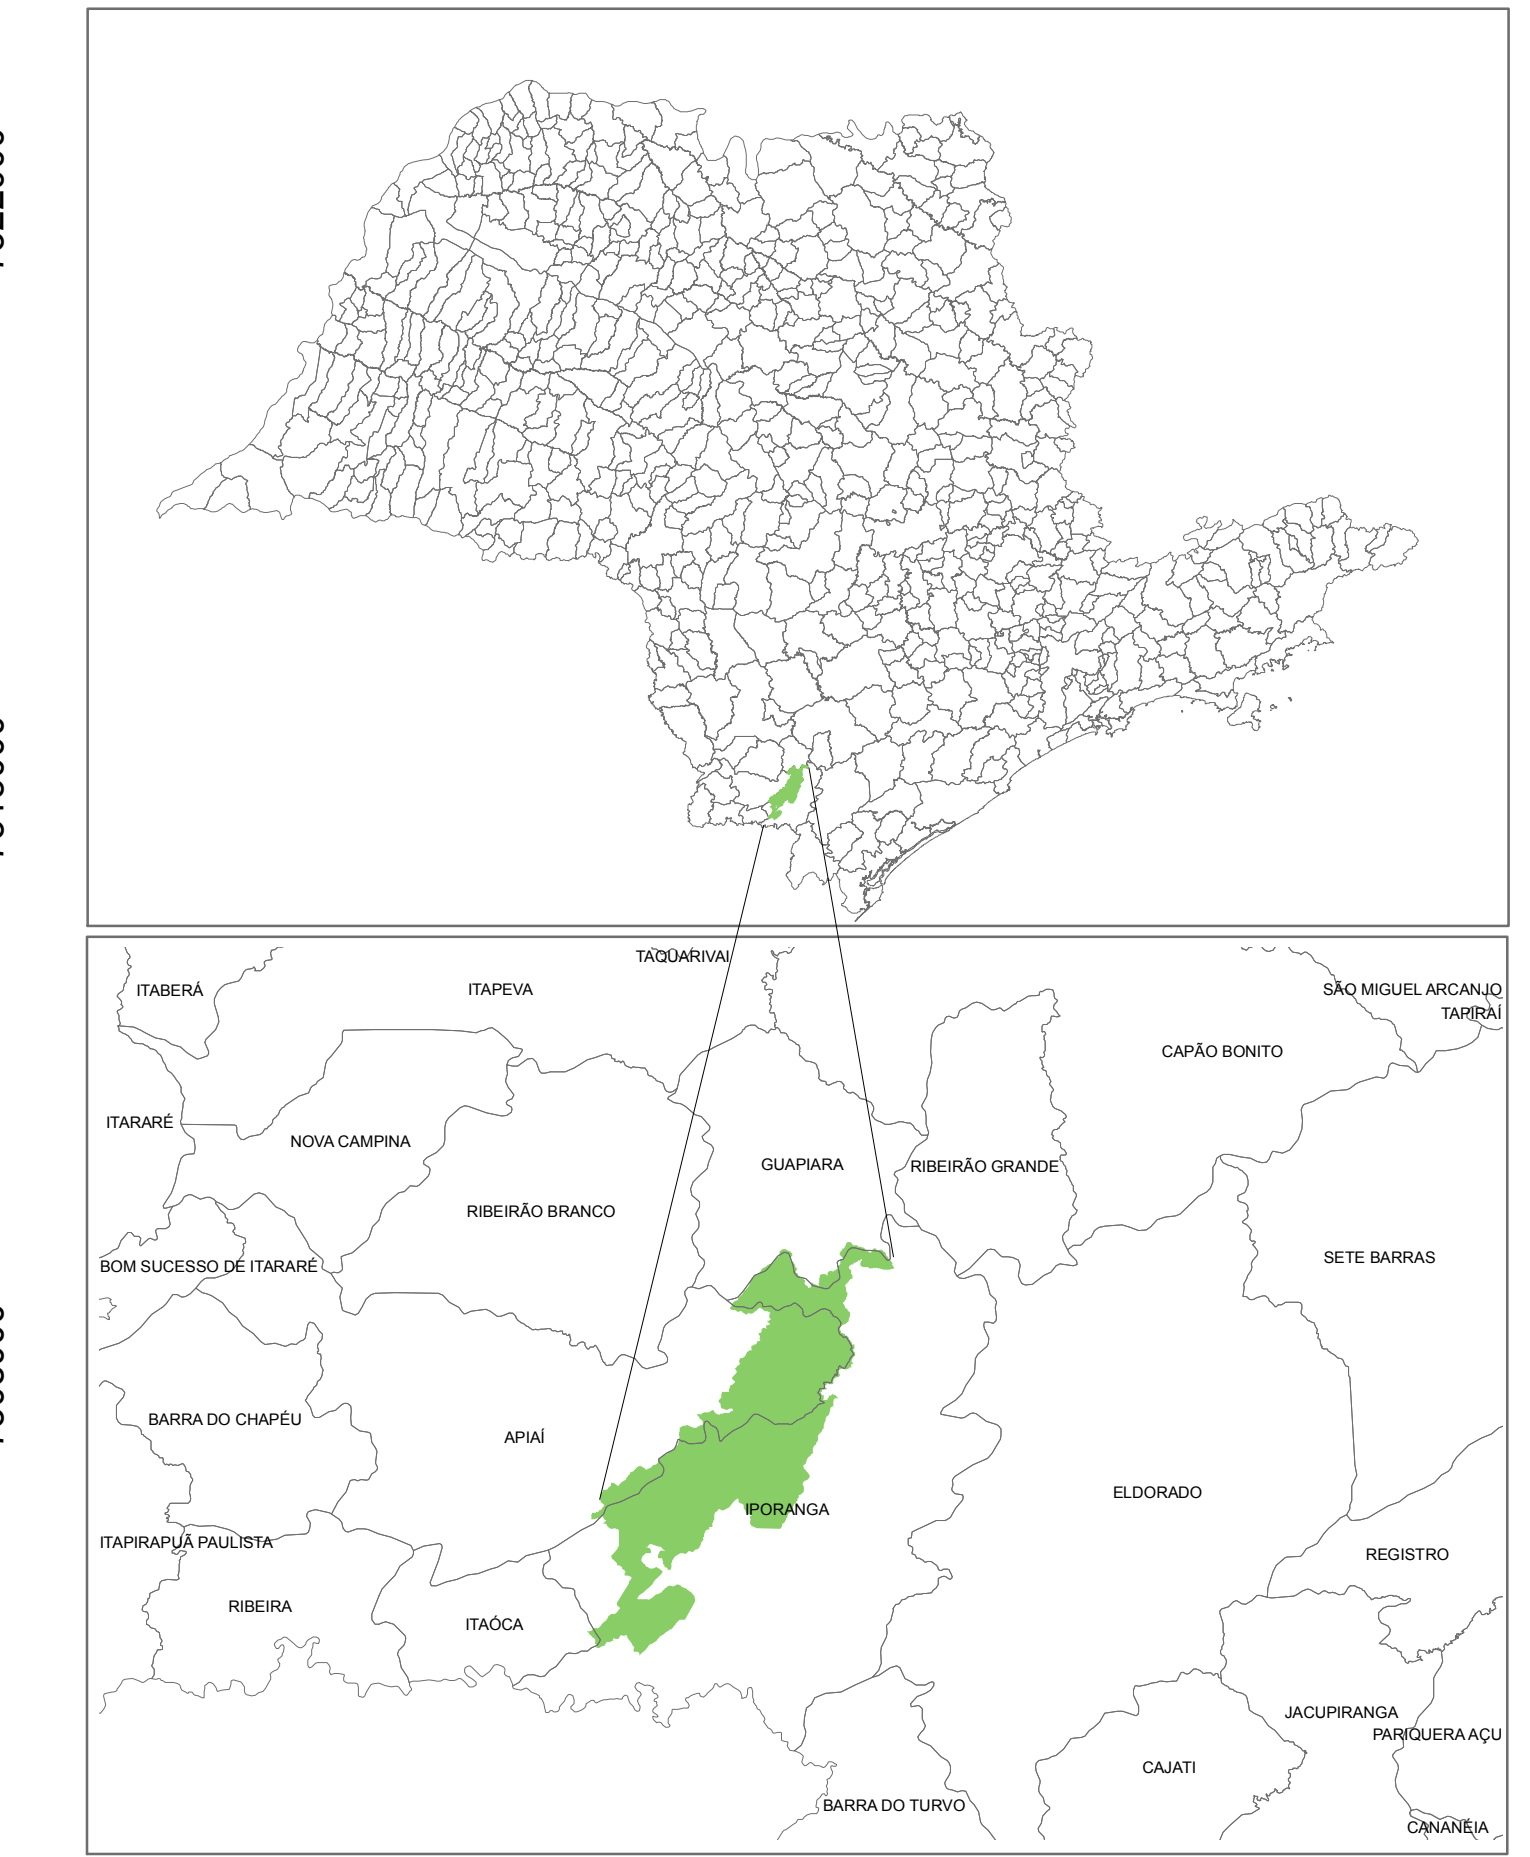 TAQUARIVAI
ITABERÁ
ITAPEVA
SÃO MIGUEL ARCANJO
TAPIRAÍ
CAPÃO BONITO
ITARARÉ
NOVA CAMPINA
GUAPIARA
RIBEIRÃO GRANDE
RIBEIRÃO BRANCO
BOM SUCESSO DE ITARARÉ
SETE BARRAS
BARRA DO CHAPÉU
APIAÍ
ELDORADO
IPORANGA
ITAPIRAPUÃ PAULISTA
REGISTRO
RIBEIRA
ITAÓCA
JACUPIRANGA
PARIQUERA AÇU
CAJATI
BARRA DO TURVO
CANANÉIA